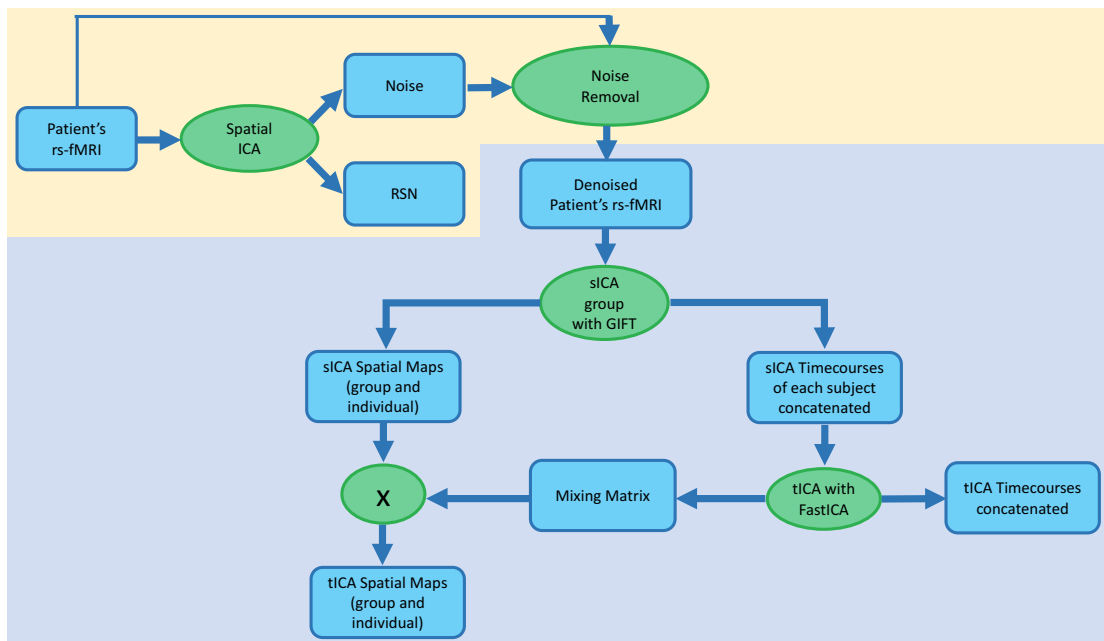 Patient's
rs-fMRI
Spatial
ICA
Noise
RSN
Noise
Removal
Denoised
Patient's rs-fMRI
sICA
group
with GIFT
sICA Spatial Maps
(group and
individual)
sICA Timecourses
of each subject
concatenated
X
Mixing Matrix
tICA with
FastICA
tICA Timecourses
concatenated
tICA Spatial Maps
(group and
individual)